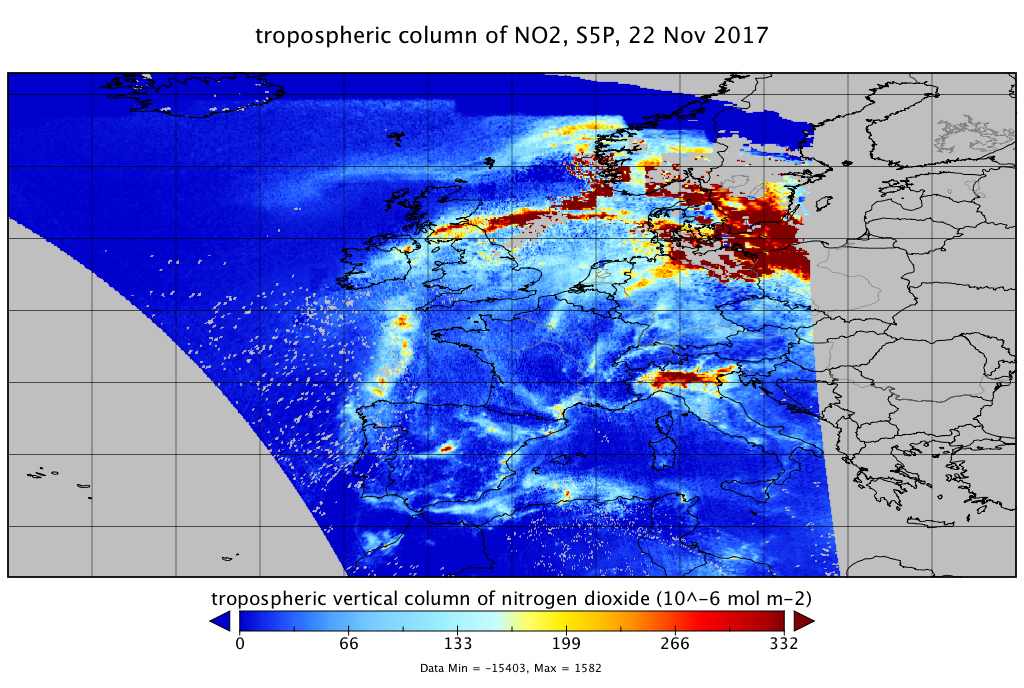 tropospheric column of NO2, S5P, 22 Nov 2017
tropospheric vertical column of nitrogen dioxide (10^-6 mol m-2)
0 66 133 199 266 332
Data Min = -15403, Max = 1582